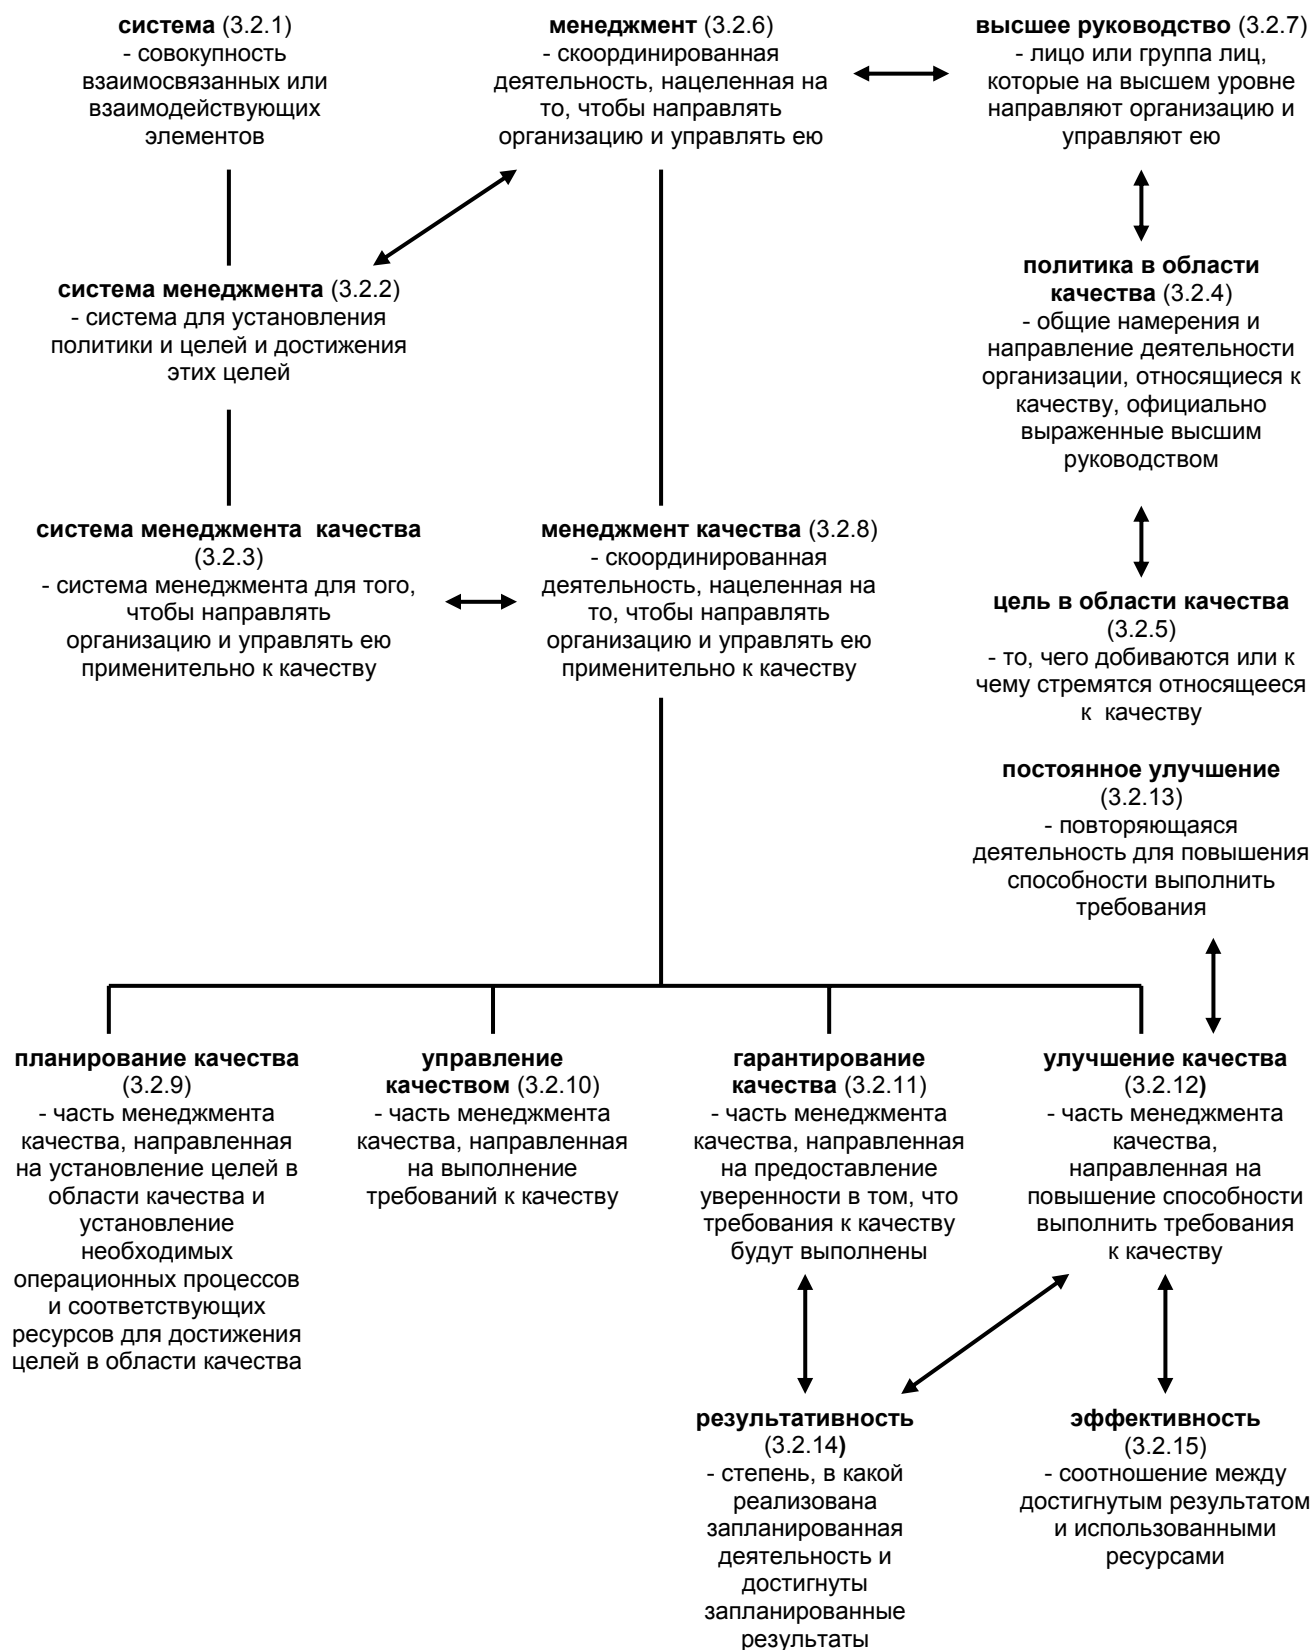 система (3.2.1)
- совокупность
взаимосвязанных или
взаимодействующих
элементов
менеджмент (3.2.6)
- скоординированная
деятельность, нацеленная на
то, чтобы направлять
организацию и управлять ею
высшее руководство (3.2.7)
- лицо или группа лиц,
которые на высшем уровне
направляют организацию и
управляют ею
система менеджмента (3.2.2)
- система для установления
политики и целей и достижения
этих целей
политика в области
качества (3.2.4)
- общие намерения и
направление деятельности
организации, относящиеся к
качеству, официально
выраженные высшим
руководством
система менеджмента  качества
(3.2.3)
- система менеджмента для того,
чтобы направлять
организацию и управлять ею
применительно к качеству
менеджмент качества (3.2.8)
- скоординированная
деятельность, нацеленная на
то, чтобы направлять
организацию и управлять ею
применительно к качеству
цель в области качества
(3.2.5)
- то, чего добиваются или к
чему стремятся относящееся
к  качеству
постоянное улучшение
(3.2.13)
- повторяющаяся
деятельность для повышения
способности выполнить
требования
планирование качества
(3.2.9)
- часть менеджмента
качества, направленная
на установление целей в
области качества и
установление
необходимых
операционных процессов
и соответствующих
ресурсов для достижения
целей в области качества
управление
качеством (3.2.10)
- часть менеджмента
качества, направленная
на выполнение
требований к качеству
гарантирование
качества (3.2.11)
- часть менеджмента
качества, направленная
на предоставление
уверенности в том, что
требования к качеству
будут выполнены
улучшение качества
(3.2.12)
- часть менеджмента
качества,
направленная на
повышение способности
выполнить требования
к качеству
результативность
(3.2.14)
- степень, в какой
реализована
запланированная
деятельность и
достигнуты
запланированные
результаты
эффективность
(3.2.15)
- соотношение между
достигнутым результатом
и использованными
ресурсами